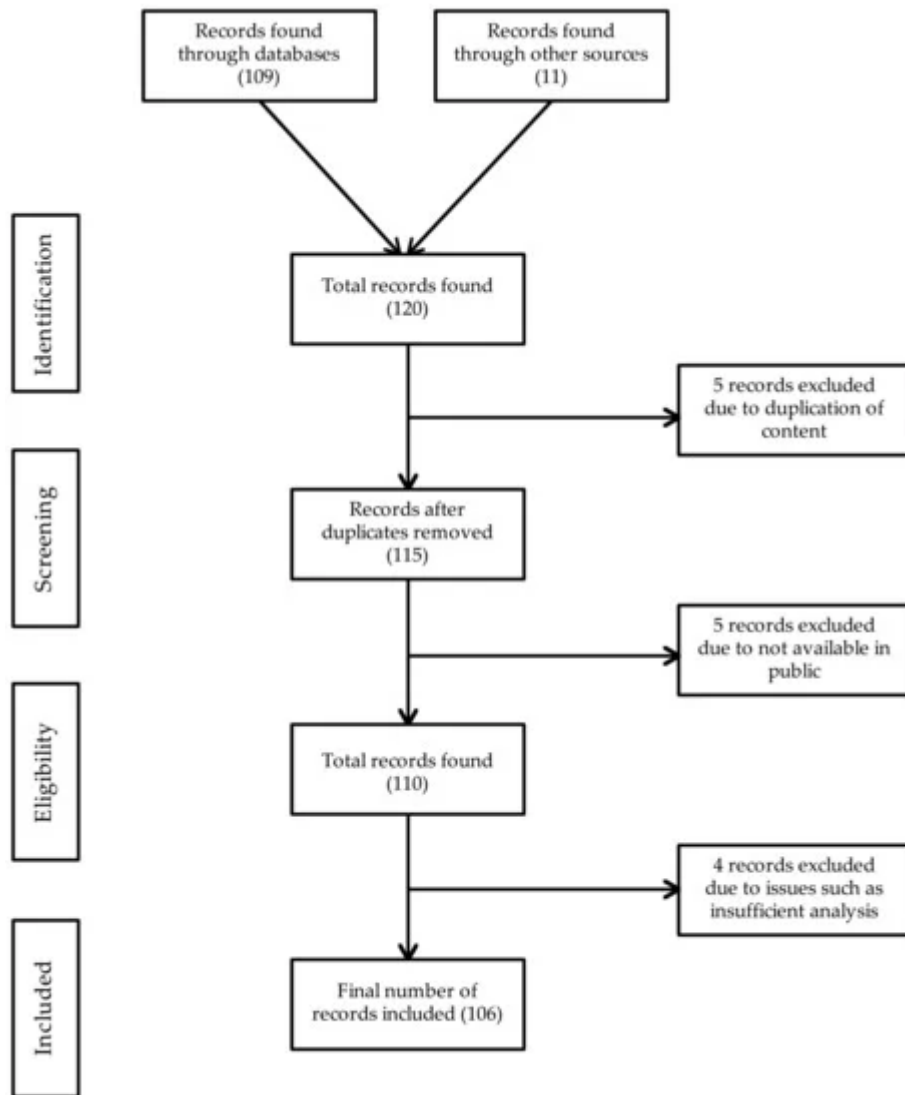 Records found
through databases
(109)
Records found
through other sources
(11)
Identification
Total records found
(120)
5 records excluded
due to duplication of
content
Screening
Records after
duplicates removed
(115)
5 records excluded
due to not available in
public
Eligibility
Total records found
(110)
4 records excluded
due to issues such as
insufficient analysis
Included
Final number of
records included (106)